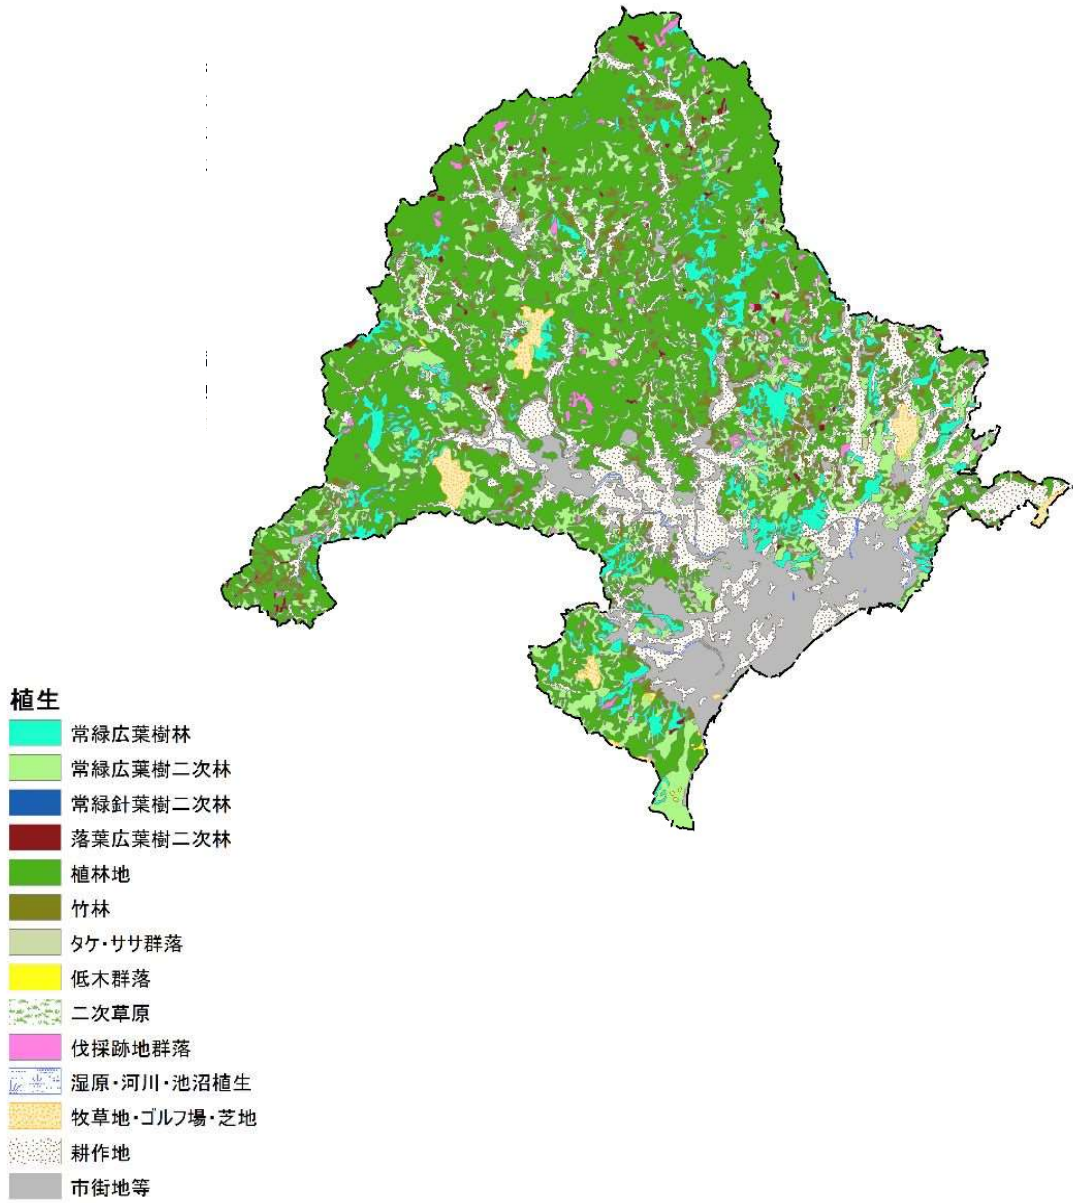 植生
常緑広葉樹林
常緑広葉樹二次林
常緑針葉樹二次林
落葉広葉樹二次林
植林地
竹林
タケ・ササ群落
低木群落
二次草原
伐採跡地群落
湿原・河川・池沼植生
牧草地・ゴルフ場・芝地
耕作地
市街地等